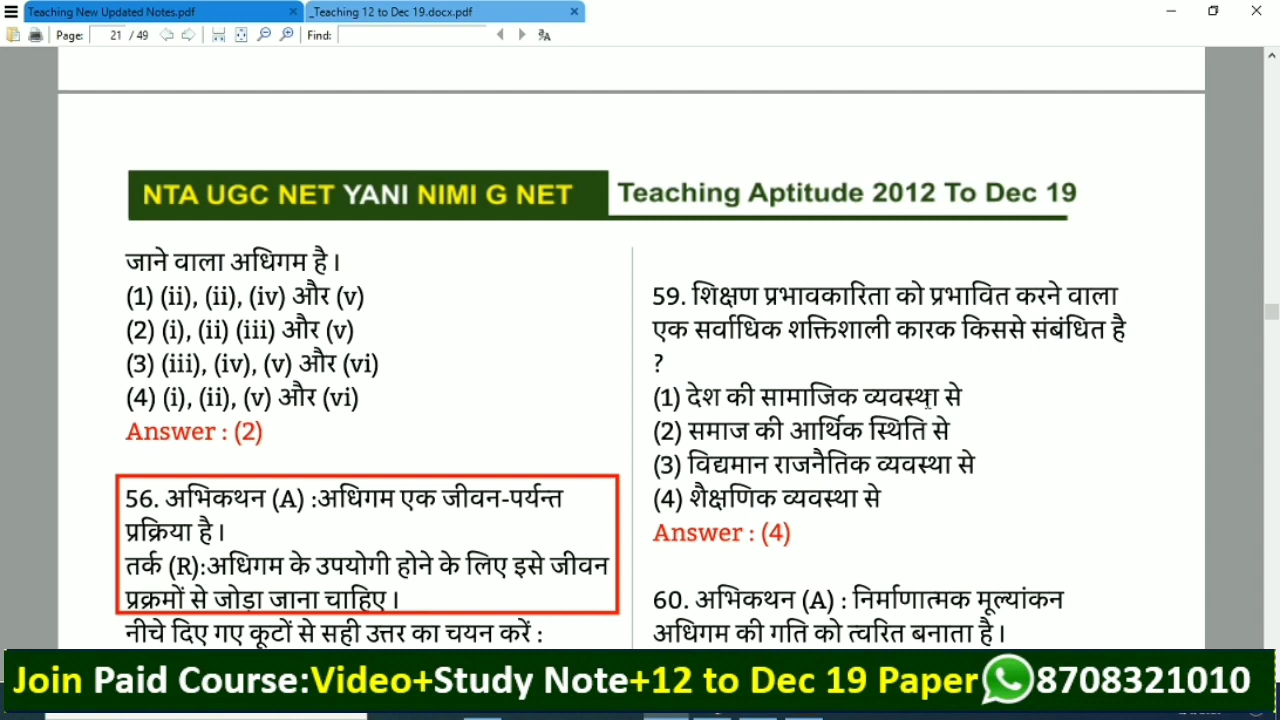 Teaching New Updated Notes.pdf
_Teaching 12 to Dec 19.docx.pdf
Page: 21 / 49 Find:
NTA UGC NET YANI NIMI G NET
Teaching Aptitude 2012 To Dec 19
जाने वाला अधिगम है ।
(1) (ii), (ii), (iv) और (v)
(2) (i), (ii) (iii) और (v)
(3) (iii), (iv), (v) और (vi)
(4) (i), (ii), (v) और (vi)
Answer : (2)
56. अभिकथन (A) :अधिगम एक जीवन-पर्यन्त
प्रक्रिया है ।
तर्क (R):अधिगम के उपयोगी होने के लिए इसे जीवन
प्रक्रमों से जोड़ा जाना चाहिए ।
नीचे दिए गए कूटों से सही उत्तर का चयन करें :
59. शिक्षण प्रभावकारिता को प्रभावित करने वाला
एक सर्वाधिक शक्तिशाली कारक किससे संबंधित है
?
(1) देश की सामाजिक व्यवस्था से
(2) समाज की आर्थिक स्थिति से
(3) विद्यमान राजनैतिक व्यवस्था से
(4) शैक्षणिक व्यवस्था से
Answer : (4)
60. अभिकथन (A) : निर्माणात्मक मूल्यांकन
अधिगम की गति को त्वरित बनाता है ।
Join Paid Course:Video+Study Note+12 to Dec 19 Paper 8708321010